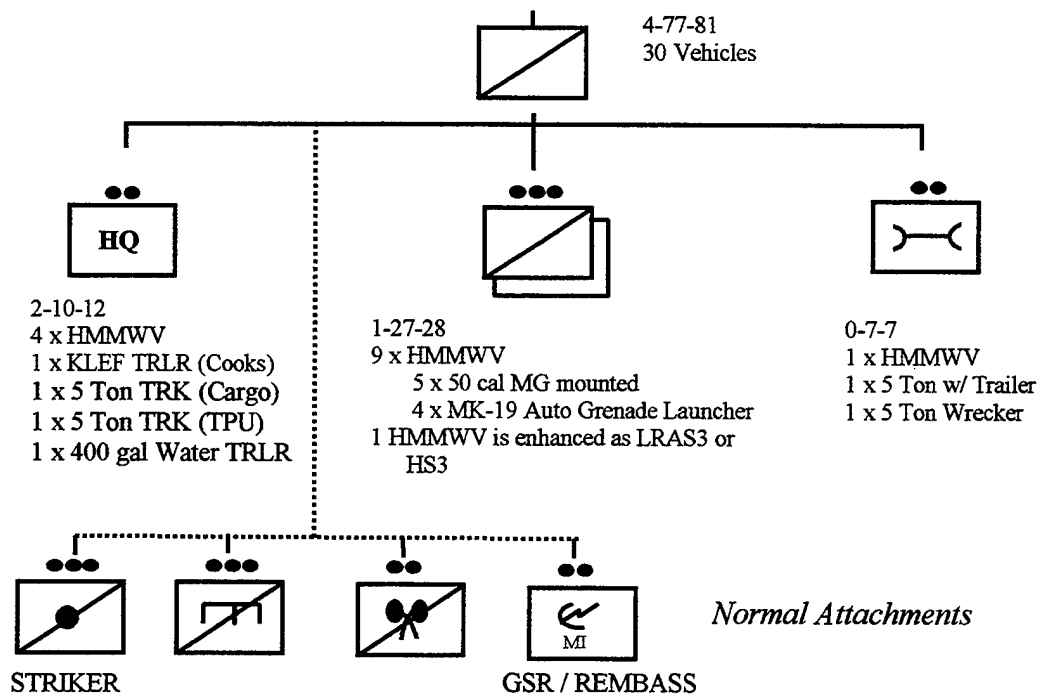 4-77-81
30 Vehicles
HQ
2-10-12
4 x HMMWV
1 x KLEF TRLR (Cooks)
1 x 5 Ton TRK (Cargo)
1 x 5 Ton TRK (TPU)
1 x 400 gal Water TRLR
1-27-28
9 x HMMWV
5 x 50 cal MG mounted
4 x MK-19 Auto Grenade Launcher
1 HMMWV is enhanced as LRAS3 or
HS3
0-7-7
1 x HMMWV
1 x 5 Ton w/ Trailer
1 x 5 Ton Wrecker
MI
Normal Attachments
STRIKER
GSR / REMBASS